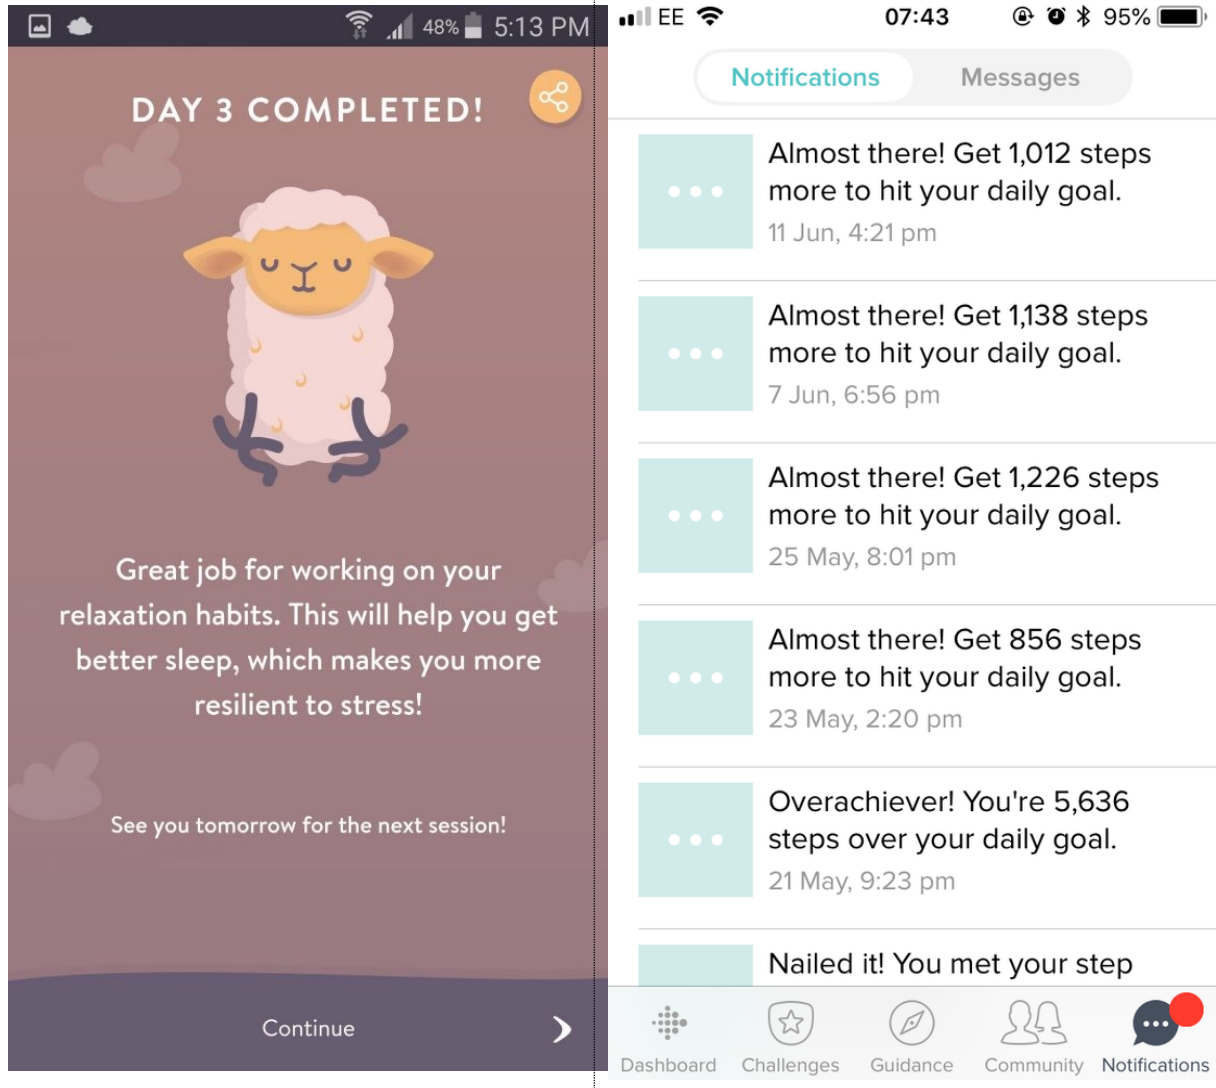 48% 5:13 PM
DAY 3 COMPLETED!
Great job for working on your
relaxation habits. This will help you get
better sleep, which makes you more
resilient to stress!
See you tomorrow for the next session!
Continue
EE 07:43 95%
Notifications Messages
Almost there! Get 1,012 steps
more to hit your daily goal.
11 Jun, 4:21 pm
Almost there! Get 1,138 steps
more to hit your daily goal.
7 Jun, 6:56 pm
Almost there! Get 1,226 steps
more to hit your daily goal.
25 May, 8:01 pm
Almost there! Get 856 steps
more to hit your daily goal.
23 May, 2:20 pm
Overachiever! You're 5,636
steps over your daily goal.
21 May, 9:23 pm
Nailed it! You met your step
Dashboard Challenges Guidance Community Notifications